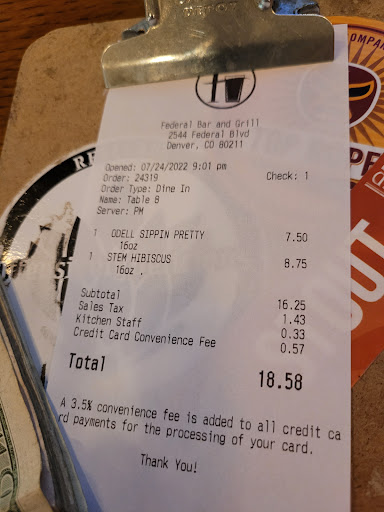 Federal Bar and Grill
2544 Federal Blvd
Denver, CO 80211
Opened: 07/24/2022 9:01 pm
Order: 24319 Check: 1
Order Type: Dine In
Name: Table 8
Server: PM
1 ODELL SIPPIN PRETTY 7.50
16oz
1 STEM HIBISCUS 8.75
16oz .
Subtotal 16.25
Sales Tax 1.43
Kitchen Staff 0.33
Credit Card Convenience Fee 0.57
Total 18.58
A 3.5% convenience fee is added to all credit ca
rd payments for the processing of your card.
Thank You!
OMPA
PP
OUT
RE